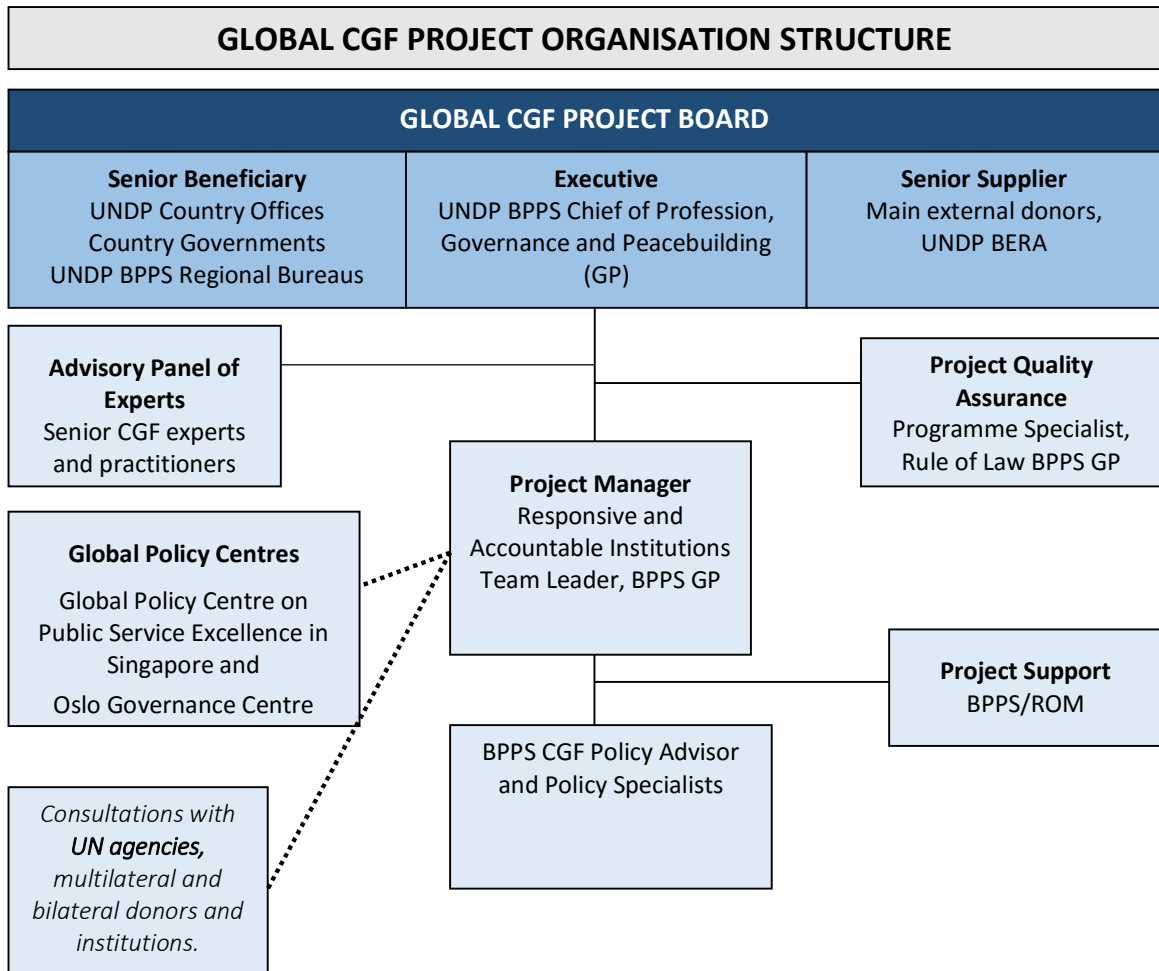 GLOBAL CGF PROJECT ORGANISATION STRUCTURE
GLOBAL CGF PROJECT BOARD
Senior Beneficiary
UNDP Country Offices
Country Governments
UNDP BPPS Regional Bureaus
Executive
UNDP BPPS Chief of Profession,
Governance and Peacebuilding
(GP)
Senior Supplier
Main external donors,
UNDP BERA
Advisory Panel of
Experts
Senior CGF experts
and practitioners
Project Quality
Assurance
Programme Specialist,
Rule of Law BPPS GP
Project Manager
Responsive and
Accountable Institutions
Team Leader, BPPS GP
Global Policy Centres
Global Policy Centre on
Public Service Excellence in
Singapore and
Oslo Governance Centre
Project Support
BPPS/ROM
BPPS CGF Policy Advisor
and Policy Specialists
Consultations with
UN agencies,
multilateral and
bilateral donors and
institutions.